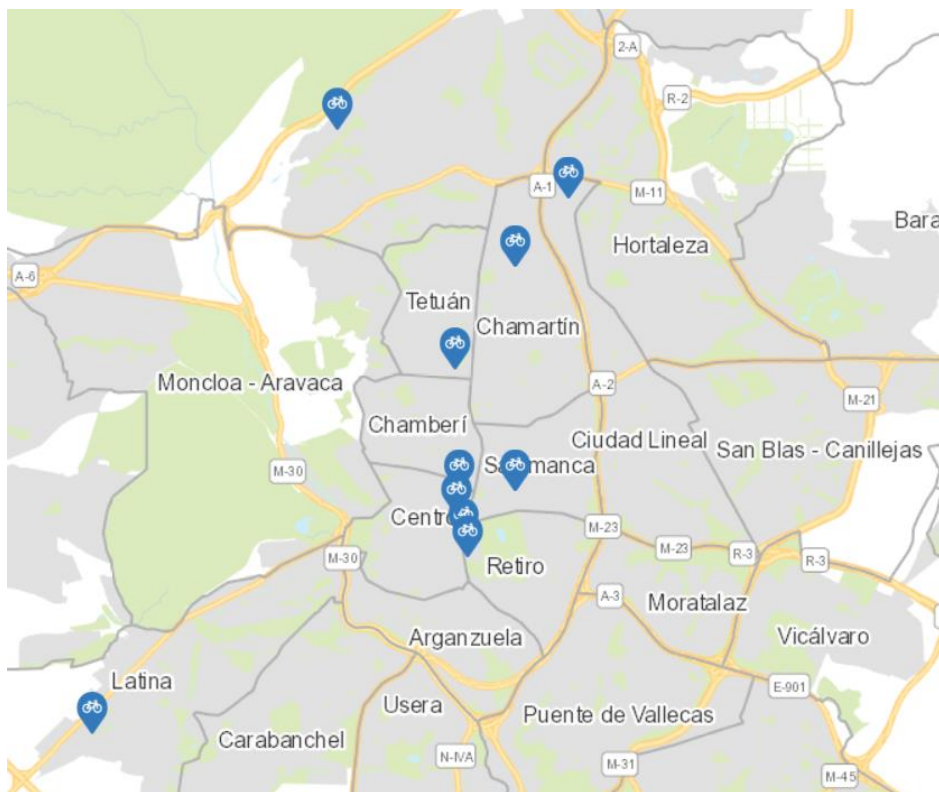 2-A
R-2
A-1
M-11
Bara
Hortaleza
A-6
Tetuán
Chamartín
Moncloa - Aravaca
A-2
M-21
Chamberí
Ciudad Lineal
San Blas - Canillejas
M-30
Salamanca
Centro
M-23
M-30
M-23
R-3
R-3
Retiro
A-3
Moratalaz
Arganzuela
Vicálvaro
Latina
E-901
Usera
Puente de Vallecas
Carabanchel
N-IVA
M-31
M-45